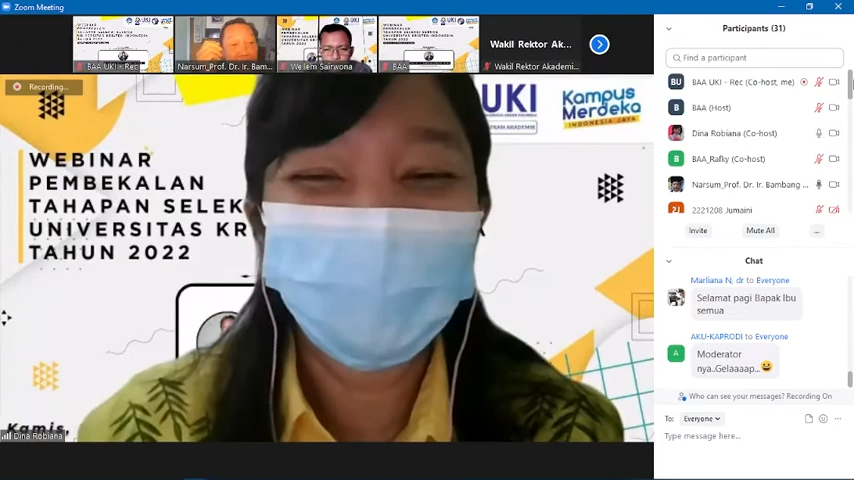 Zoom Meeting
BAA UKI - Rec
Narsum_Prof. Dr. Ir. Bam...
Wellem Sairwona
BAA
Wakil Rektor Ak...
Wakil Rektor Akademi...
Recording...
UKI
Kampus
Merdeka
INDONESIA JAYA
WEBINAR
PEMBEKALAN
TAHAPAN SELEK
UNIVERSITAS KR
TAHUN 2022
A
Kamis,
Dina Robiana
Participants (31)
Find a participant
BU
BAA UKI - Rec (Co-host, me)
B
BAA (Host)
Dina Robiana (Co-host)
B
BAA_Rafky (Co-host)
Narsum_Prof. Dr. Ir. Bambang ...
2J
2221208 Jumaini
Invite
Mute All
...
Chat
Marliana N, dr to Everyone
Selamat pagi Bapak Ibu
semua
AKU-KAPRODI to Everyone
A
Moderator
nya..Gelaaaap...😀
Who can see your messages? Recording On
To: Everyone
Type message here...